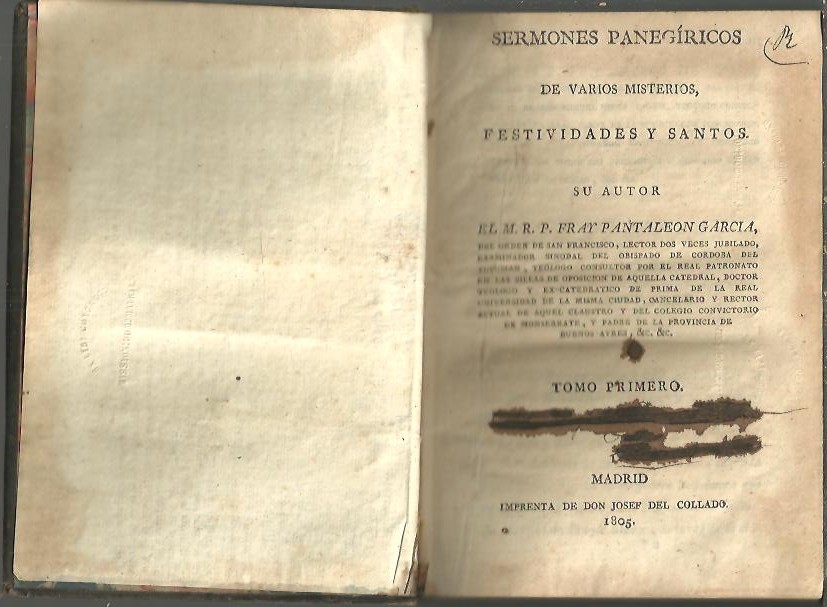 SERMONES PANEGÍRICOS
DE VARIOS MISTERIOS,
FESTIVIDADES Y SANTOS.
SU AUTOR
EL M. R. P. FRAY PANTALEON GARCIA,
DEL ORDEN DE SAN FRANCISCO, LECTOR DOS VECES JUBILADO,
EXAMINADOR SINODAL DEL OBISPADO DE CORDOBA DEL
TUCUMAN, TEÓLOGO CONSULTOR POR EL REAL PATRONATO
EN LAS SILLAS DE OPOSICION DE AQUELLA CATEDRAL, DOCTOR
TEÓLOGO Y EX-CATEDRATICO DE PRIMA DE LA REAL
UNIVERSIDAD DE LA MISMA CIUDAD, CANCELARIO Y RECTOR
ACTUAL DE AQUEL CLAUSTRO Y DEL COLEGIO CONVICTORIO
DE MONSERRATE, Y PADRE DE LA PROVINCIA DE
BUENOS-AYRES, &c. &c.
TOMO PRIMERO.
MADRID
IMPRENTA DE DON JOSEF DEL COLLADO.
1805.